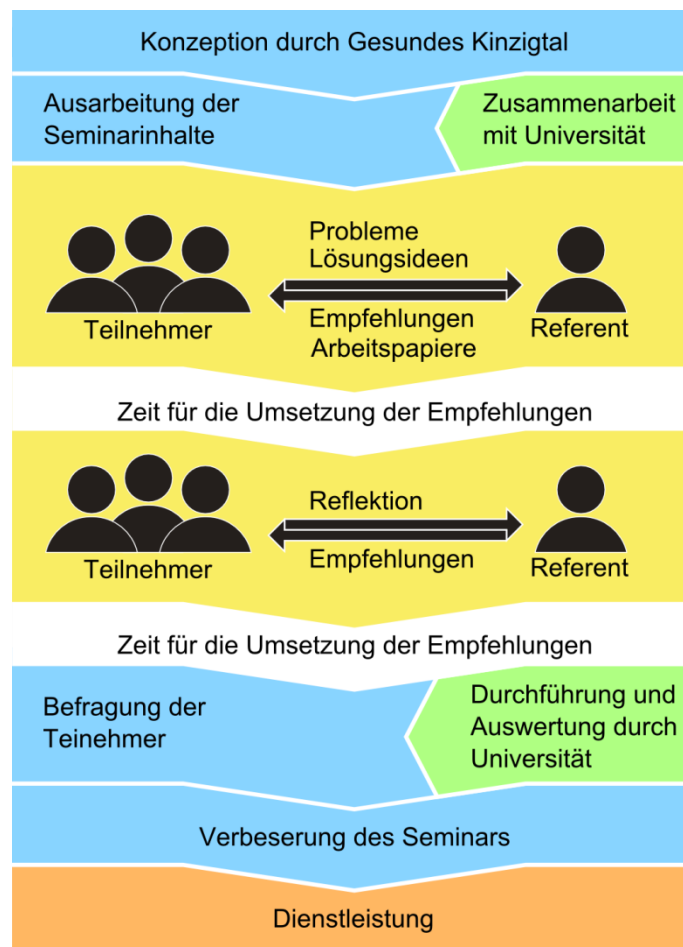 Konzeption durch Gesundes Kinzigtal
Ausarbeitung der
Seminarinhalte
Zusammenarbeit
mit Universität
Probleme
Lösungsideen
Empfehlungen
Arbeitspapiere
Teilnehmer
Referent
Zeit für die Umsetzung der Empfehlungen
Reflektion
Empfehlungen
Teilnehmer
Referent
Zeit für die Umsetzung der Empfehlungen
Befragung der
Teinehmer
Durchführung und
Auswertung durch
Universität
Verbeserung des Seminars
Dienstleistung